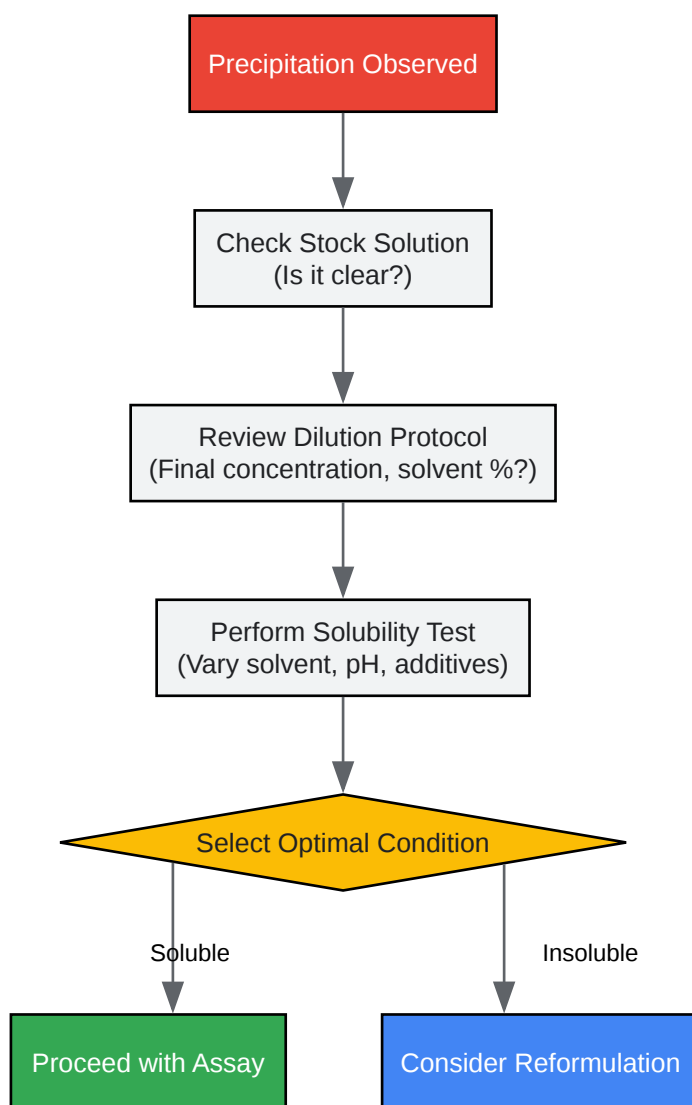 Precipitation Observed
Check Stock Solution
(Is it clear?)
Review Dilution Protocol
(Final concentration, solvent %?)
Perform Solubility Test
(Vary solvent, pH, additives)
Select Optimal Condition
Soluble
Insoluble
Proceed with Assay
Consider Reformulation